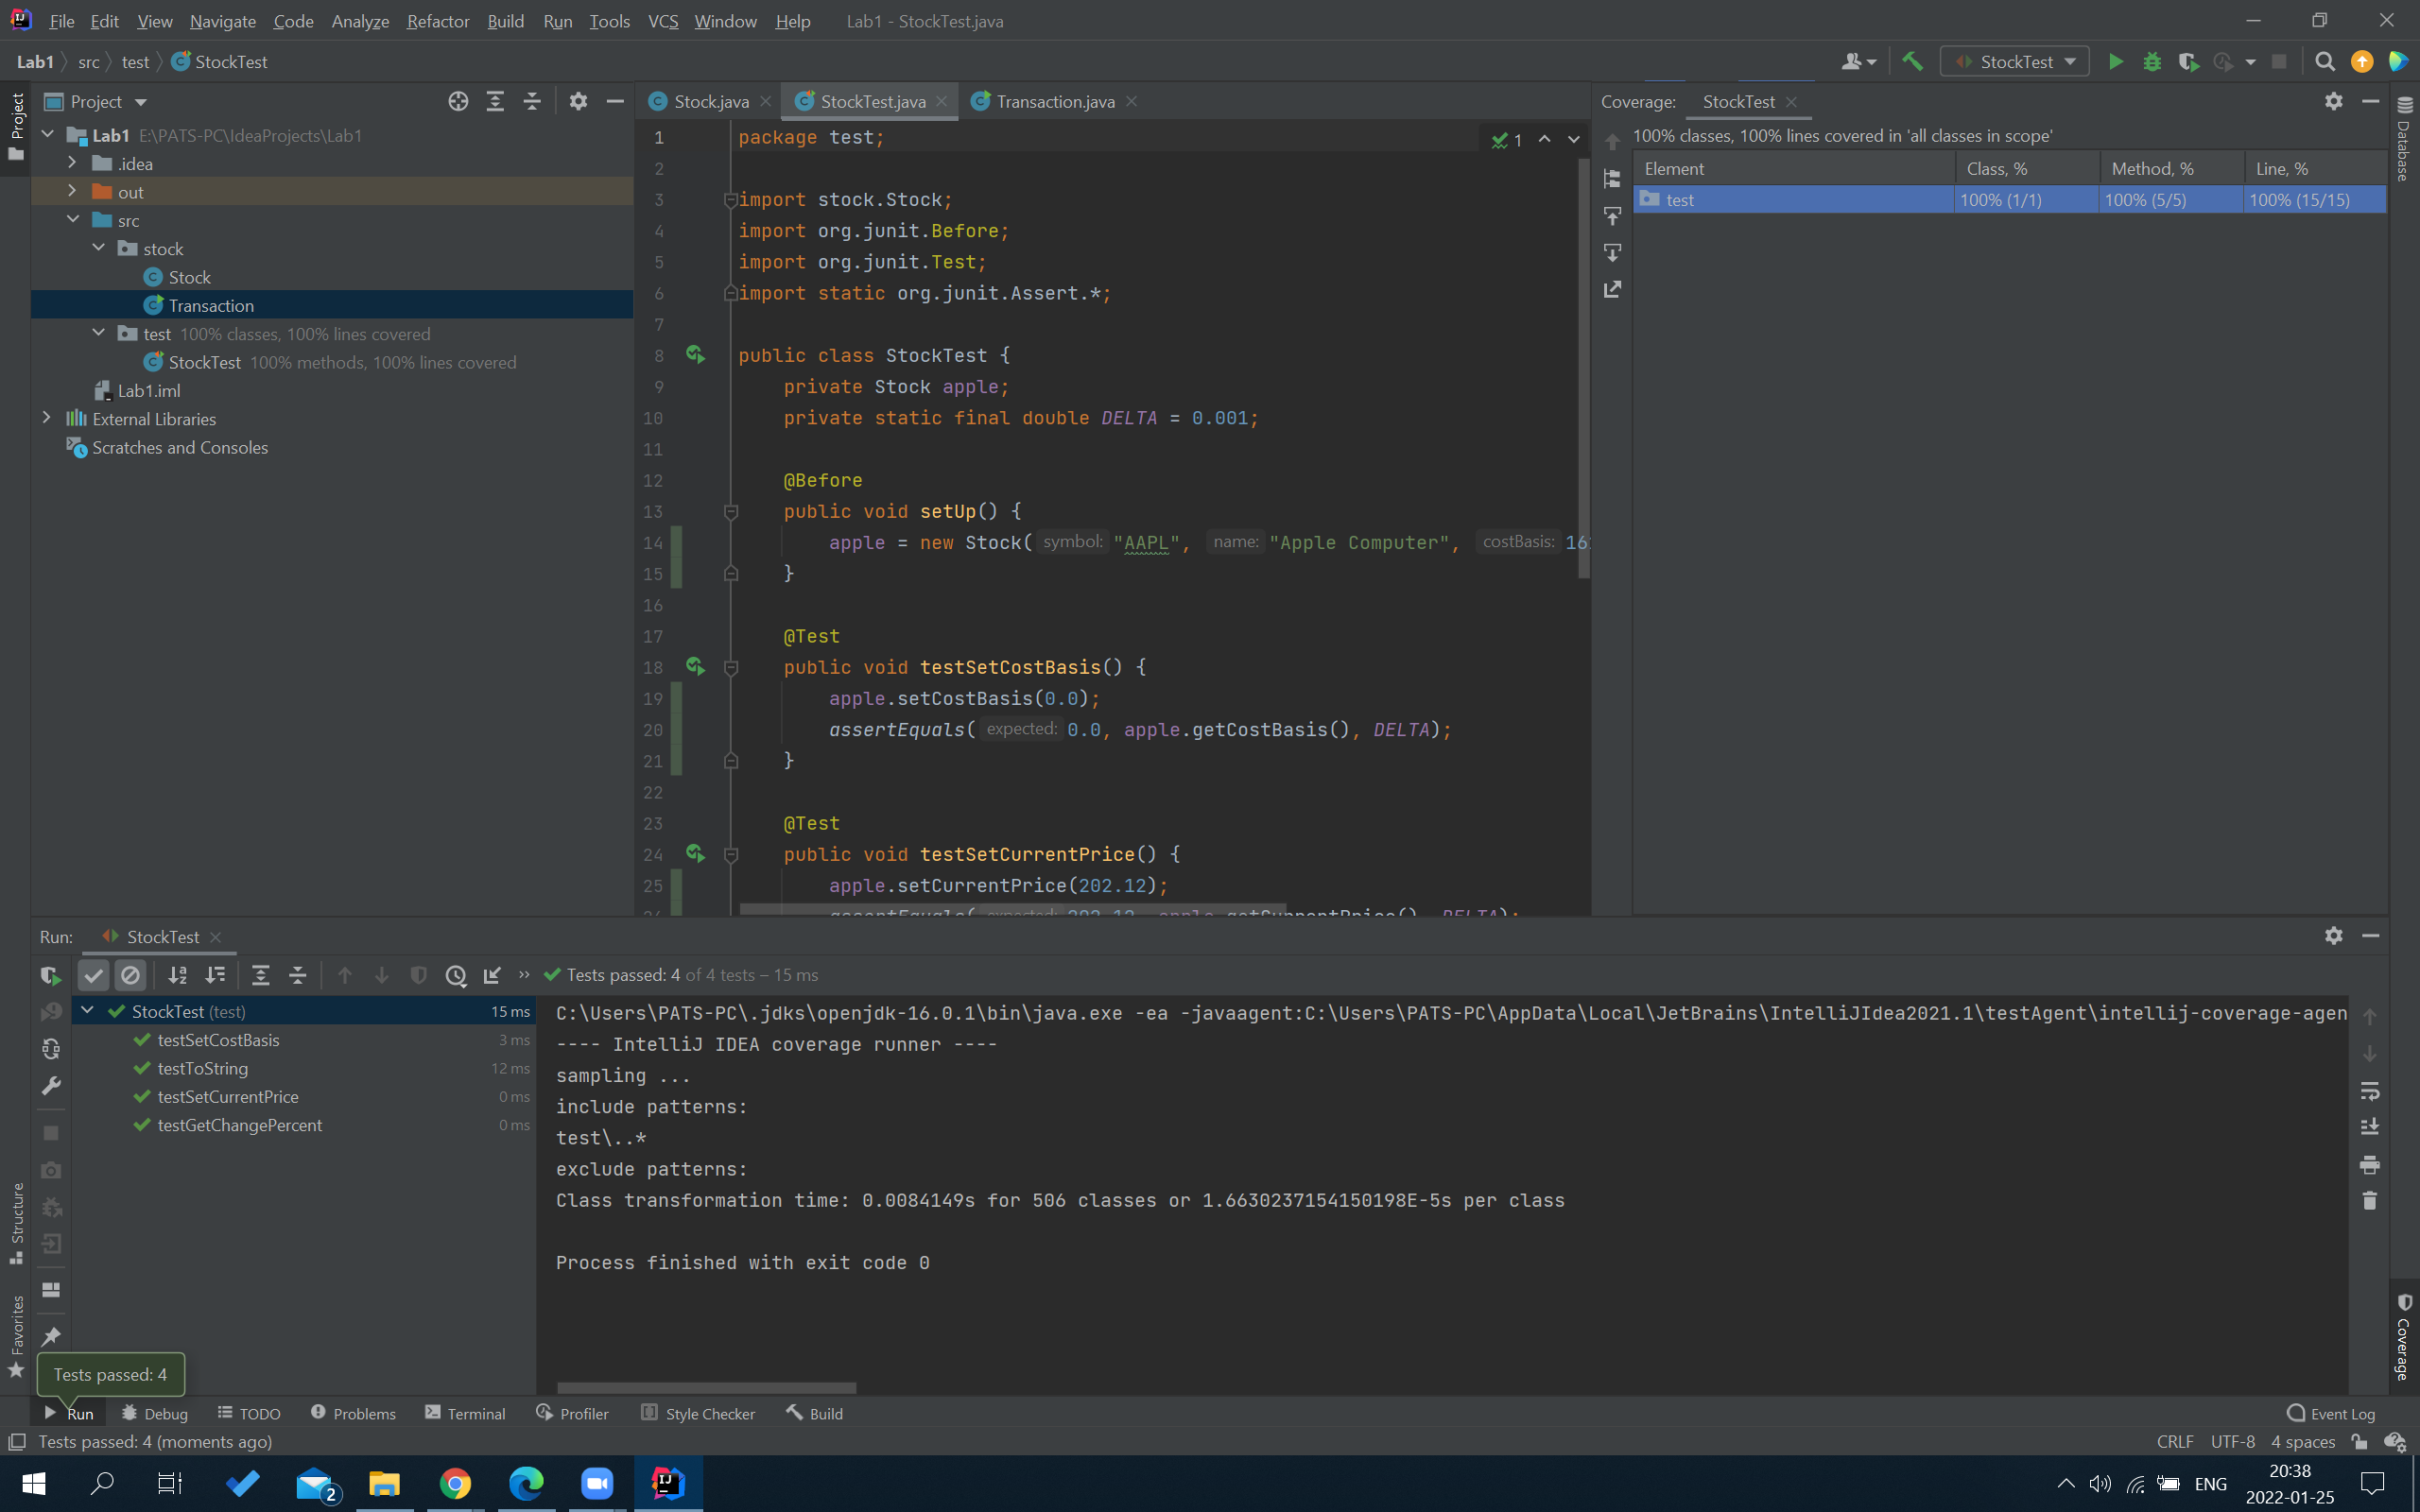 File Edit View Navigate Code Analyze Refactor Build Run Tools VCS Window Help Lab1 - StockTest.java
Lab1 src test StockTest
StockTest
Project
Project
Stock.java StockTest.java Transaction.java
Coverage: StockTest
Lab1 E:\PATS-PC\IdeaProjects\Lab1
.idea
out
src
stock
Stock
Transaction
test 100% classes, 100% lines covered
StockTest 100% methods, 100% lines covered
Lab1.iml
External Libraries
Scratches and Consoles
1 package test;
1
2
3 import stock.Stock;
4 import org.junit.Before;
5 import org.junit.Test;
6 import static org.junit.Assert.*;
7
8 public class StockTest {
9 private Stock apple;
10 private static final double DELTA = 0.001;
11
12 @Before
13 public void setUp() {
14 apple = new Stock( symbol: "AAPL", name: "Apple Computer", costBasis: 16
15 }
16
17 @Test
18 public void testSetCostBasis() {
19 apple.setCostBasis(0.0);
20 assertEquals( expected: 0.0, apple.getCostBasis(), DELTA);
21 }
22
23 @Test
24 public void testSetCurrentPrice() {
25 apple.setCurrentPrice(202.12);
26 assertEquals( expected: 202.12, apple.getCurrentPrice(), DELTA);
100% classes, 100% lines covered in 'all classes in scope'
Element Class, % Method, % Line, %
test 100% (1/1) 100% (5/5) 100% (15/15)
Database
Run: StockTest
Tests passed: 4 of 4 tests – 15 ms
StockTest (test) 15 ms
testSetCostBasis 3 ms
testToString 12 ms
testSetCurrentPrice 0 ms
testGetChangePercent 0 ms
C:\Users\PATS-PC\.jdks\openjdk-16.0.1\bin\java.exe -ea -javaagent:C:\Users\PATS-PC\AppData\Local\JetBrains\IntelliJIdea2021.1\testAgent\intellij-coverage-agen
---- IntelliJ IDEA coverage runner ----
sampling ...
include patterns:
test\..*
exclude patterns:
Class transformation time: 0.0084149s for 506 classes or 1.6630237154150198E-5s per class
Process finished with exit code 0
Structure
Favorites
Coverage
Tests passed: 4
Run Debug TODO Problems Terminal Profiler Style Checker Build Event Log
Tests passed: 4 (moments ago) CRLF UTF-8 4 spaces
2 IJ ENG 20:38
2022-01-25